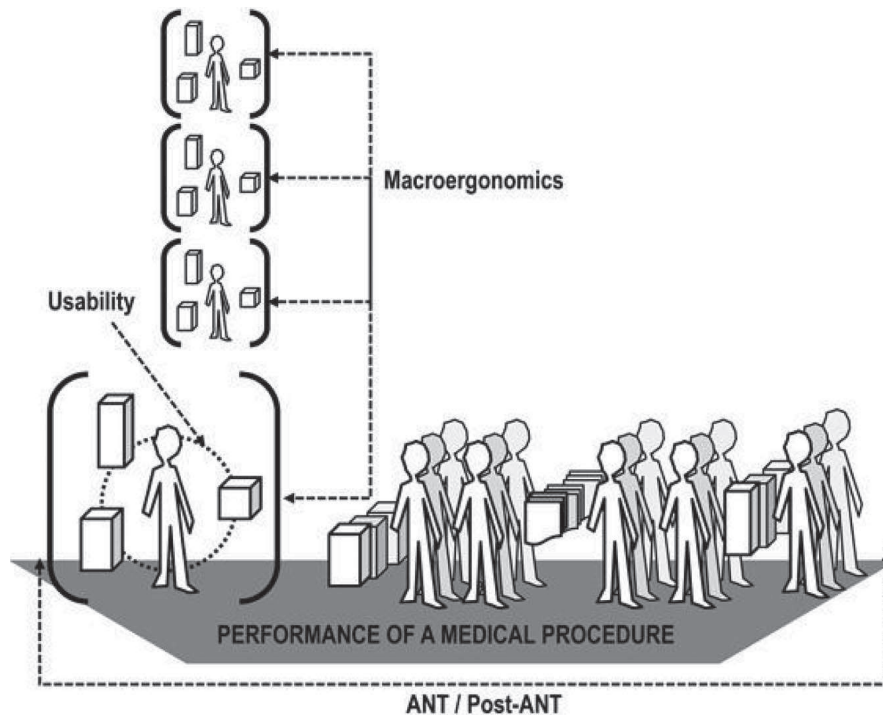 Macroergonomics
Usability
PERFORMANCE OF A MEDICAL PROCEDURE
ANT / Post-ANT